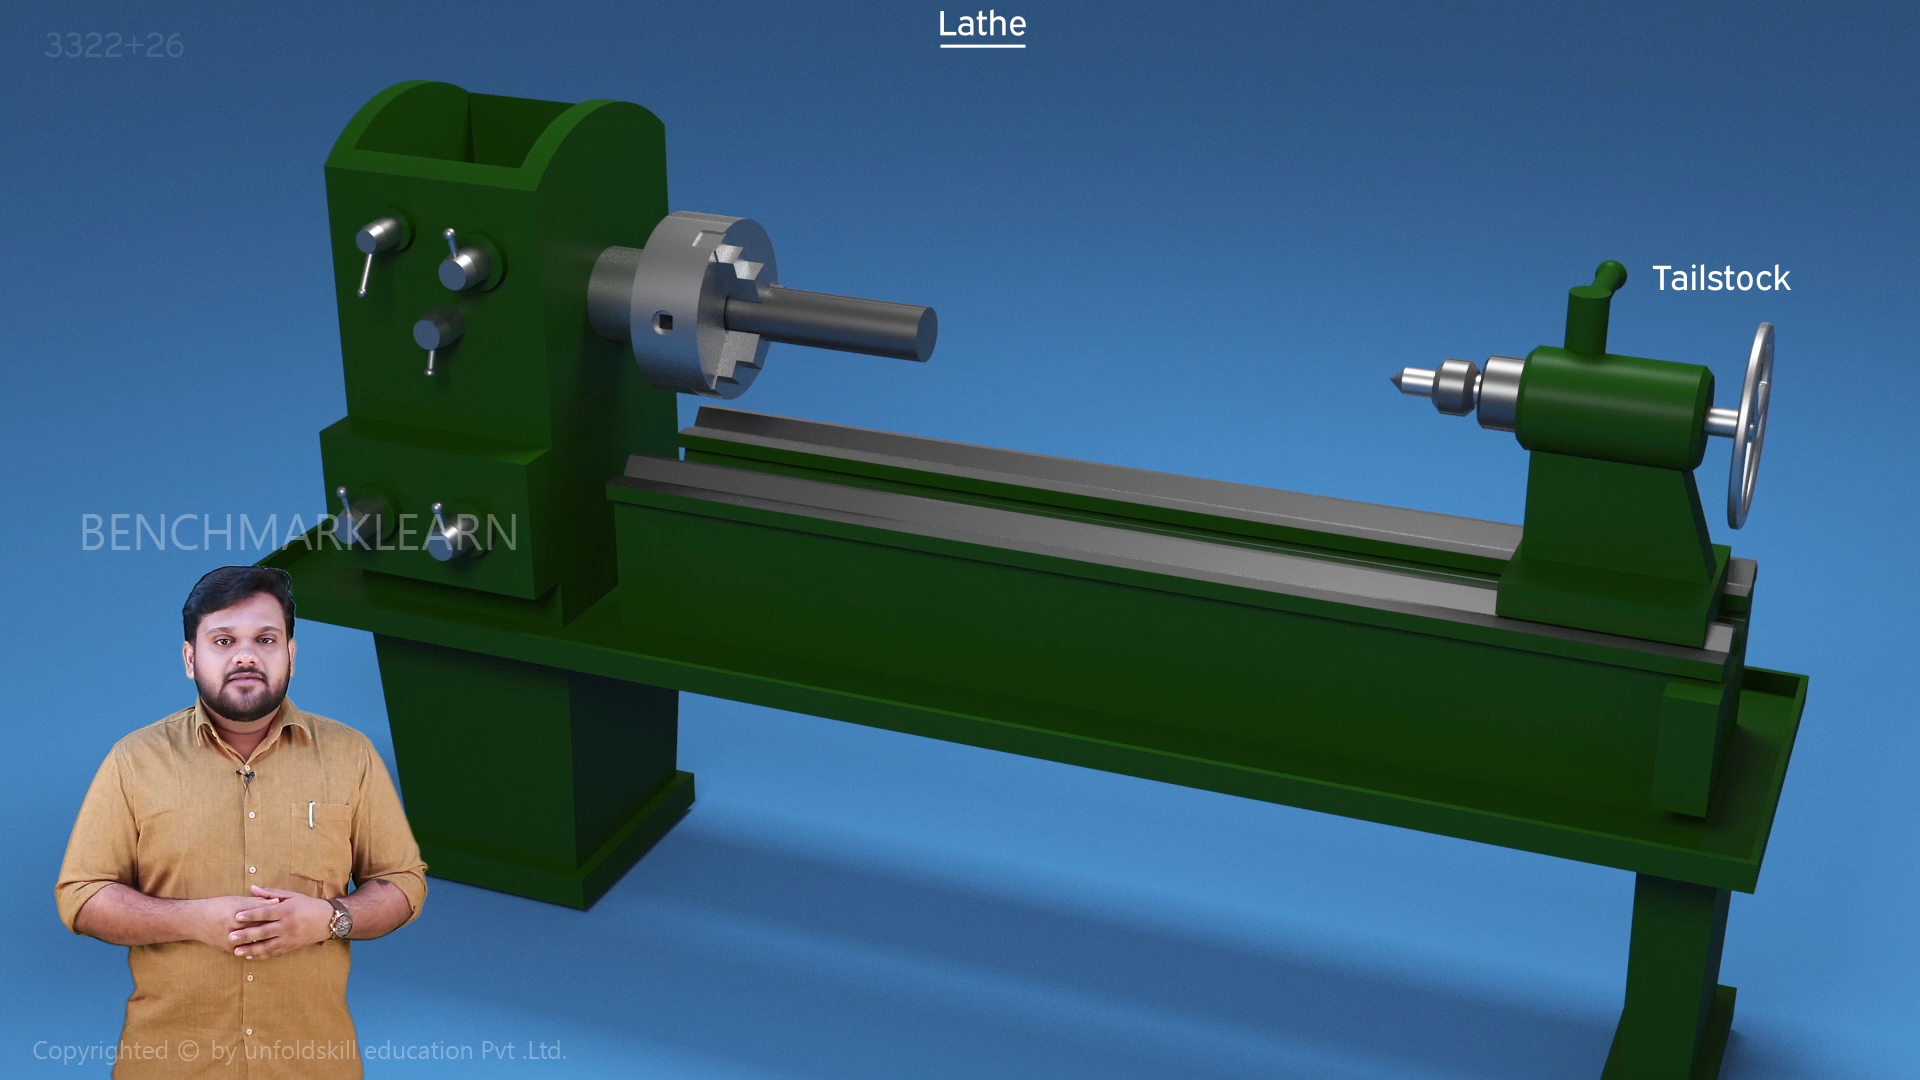 3322+26
Lathe
Tailstock
BENCHMARKLEARN
Copyrighted © by unfoldskill education Pvt .Ltd.